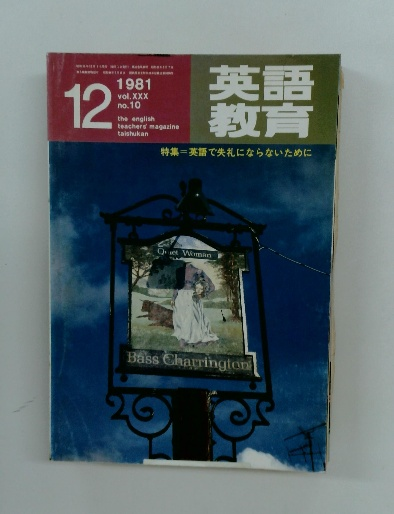 12
1981
vol.XXX
no.10
the english
teachers' magazine
taishukan
英語
教育
特集=英語で失礼にならないために
Quiet Woman
Bass Charrington